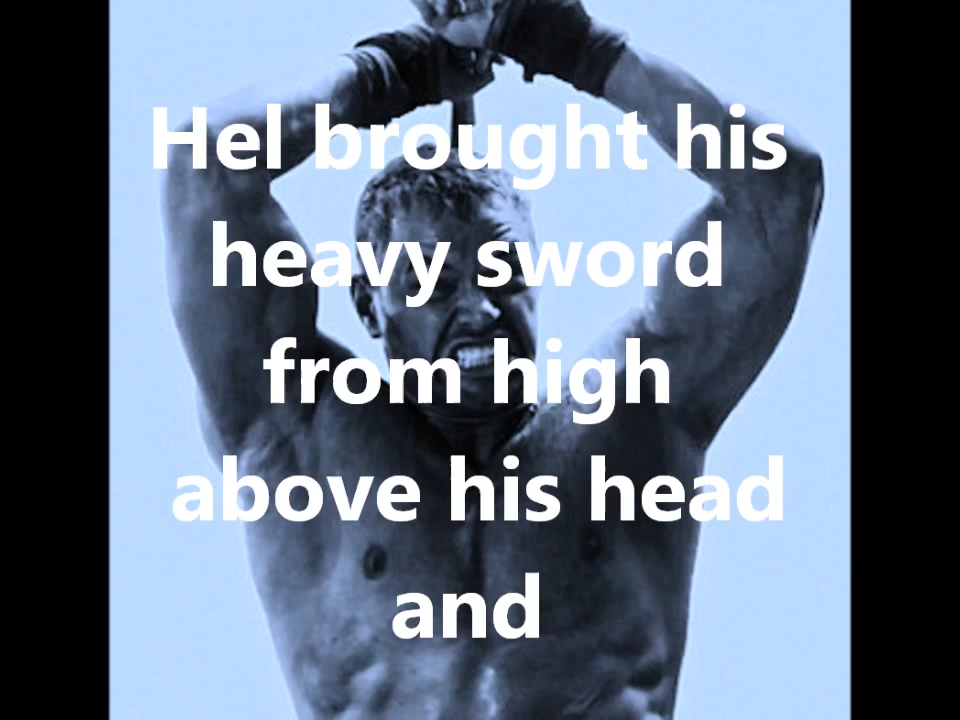 Hel brought his
heavy sword
from high
above his head
and